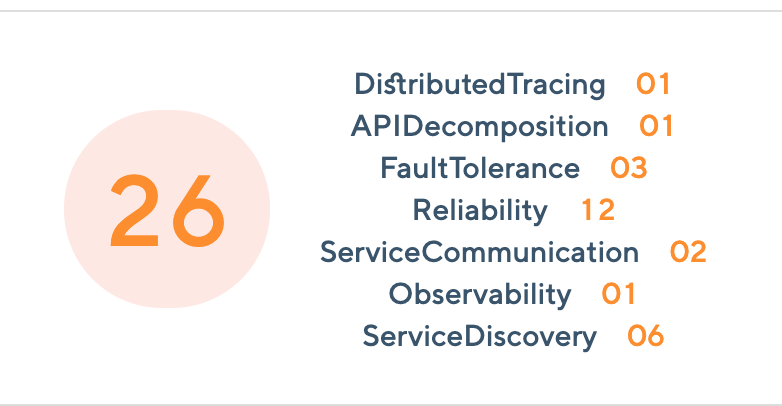 26
DistributedTracing 01
APIDecomposition 01
FaultTolerance 03
Reliability 12
ServiceCommunication 02
Observability 01
ServiceDiscovery 06